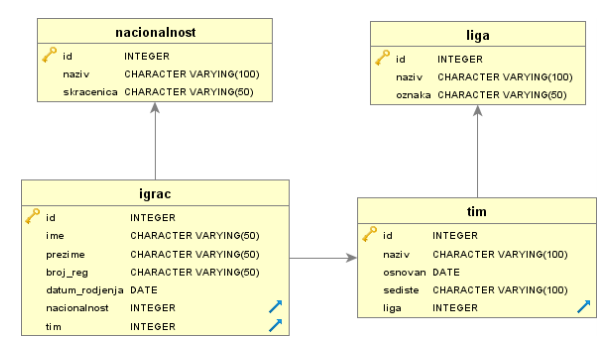 nacionalnost
id INTEGER
naziv CHARACTER VARYING(100)
skracenica CHARACTER VARYING(50)
liga
id INTEGER
naziv CHARACTER VARYING(100)
oznaka CHARACTER VARYING(50)
igrac
id INTEGER
ime CHARACTER VARYING(50)
prezime CHARACTER VARYING(50)
broj_reg CHARACTER VARYING(50)
datum_rodjenja DATE
nacionalnost INTEGER
tim INTEGER
tim
id INTEGER
naziv CHARACTER VARYING(100)
osnovan DATE
sediste CHARACTER VARYING(100)
liga INTEGER